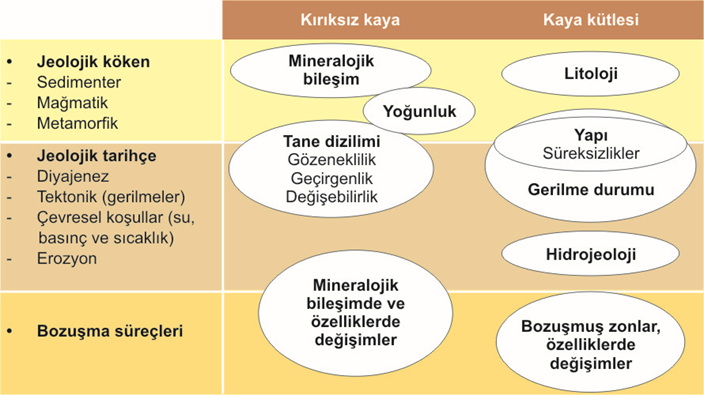 Kırıksız kaya
Kaya kütlesi
• Jeolojik köken
- Sedimenter
- Mağmatik
- Metamorfik
Mineralojik
bileşim
Yoğunluk
Litoloji
• Jeolojik tarihçe
- Diyajenez
- Tektonik (gerilmeler)
- Çevresel koşullar (su,
basınç ve sıcaklık)
- Erozyon
Tane dizilimi
Gözeneklilik
Geçirgenlik
Değişebilirlik
Yapı
Süreksizlikler
Gerilme durumu
Hidrojeoloji
• Bozuşma süreçleri
Mineralojik
bileşimde ve
özelliklerde
değişimler
Bozuşmuş zonlar,
özelliklerde
değişimler